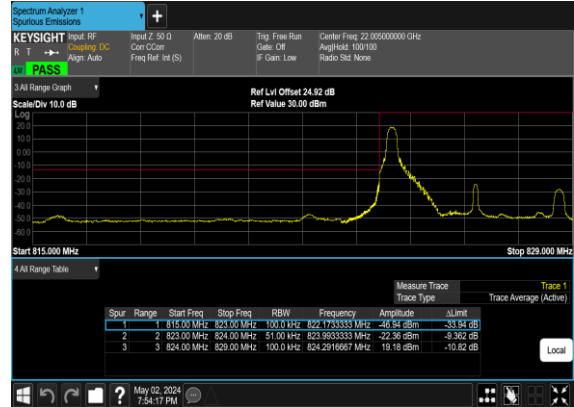 Spectrum Analyzer 1
Spurious Emissions
KEYSIGHT Input: RF Input Z: 50 Ω Atten: 20 dB Trig: Free Run Center Freq: 22.005000000 GHz
R T Coupling: DC Corr CCorr Gate: Off Avg|Hold: 100/100
Align: Auto Freq Ref: Int (S) IF Gain: Low Radio Std: None
LM PASS
3 All Range Graph
Ref Lvl Offset 24.92 dB
Scale/Div 10.0 dB Ref Value 30.00 dBm
Log
20.0
10.0
0.00
-10.0
-20.0
-30.0
-40.0
-50.0
-60.0
Start 815.000 MHz Stop 829.000 MHz
4 All Range Table
Measure Trace Trace 1
Trace Type Trace Average (Active)
Spur Range Start Freq Stop Freq RBW Frequency Amplitude ΔLimit
1 1 815.00 MHz 823.00 MHz 100.0 kHz 822.1733333 MHz -46.94 dBm -33.94 dB
2 2 823.00 MHz 824.00 MHz 51.00 kHz 823.9933333 MHz -22.36 dBm -9.362 dB
3 3 824.00 MHz 829.00 MHz 100.0 kHz 824.2916667 MHz 19.18 dBm -10.82 dB
Local
May 02, 2024
7:54:17 PM